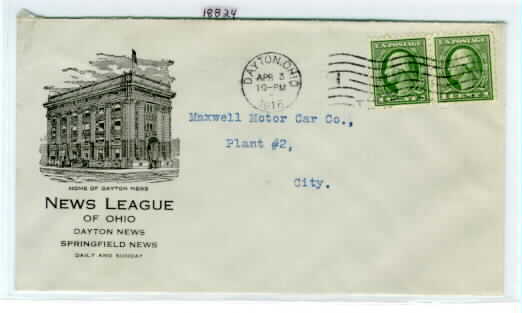 18824
U.S. POSTAGE
U.S. POSTAGE
DAYTON, OHIO
APR 3
10-PM
1916
Maxwell Motor Car Co.,
Plant #2,
City.
HOME OF DAYTON NEWS
NEWS LEAGUE
OF OHIO
DAYTON NEWS
SPRINGFIELD NEWS
DAILY AND SUNDAY